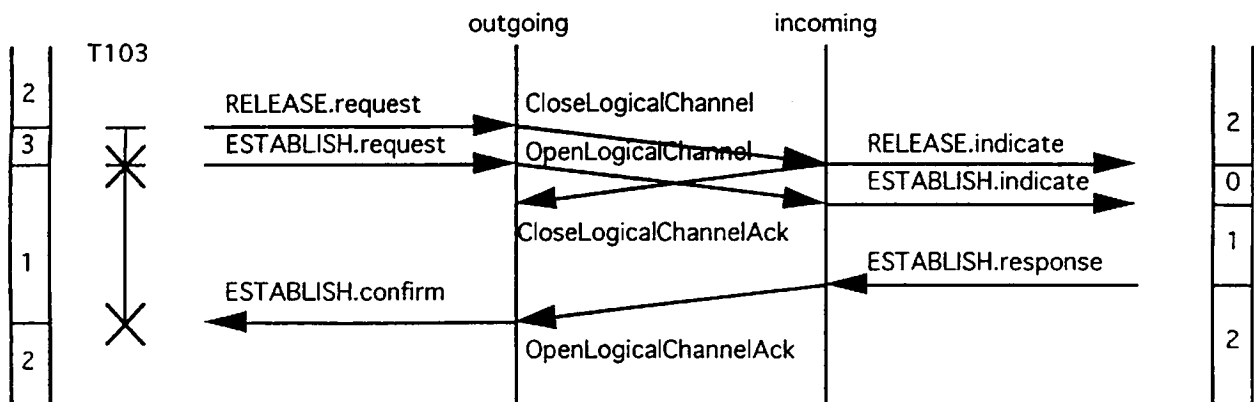 outgoing
incoming
T103
2
RELEASE.request
CloseLogicalChannel
2
3
ESTABLISH.request
OpenLogicalChannel
RELEASE.indicate
ESTABLISH.indicate
0
CloseLogicalChannelAck
1
1
ESTABLISH.response
ESTABLISH.confirm
2
OpenLogicalChannelAck
2